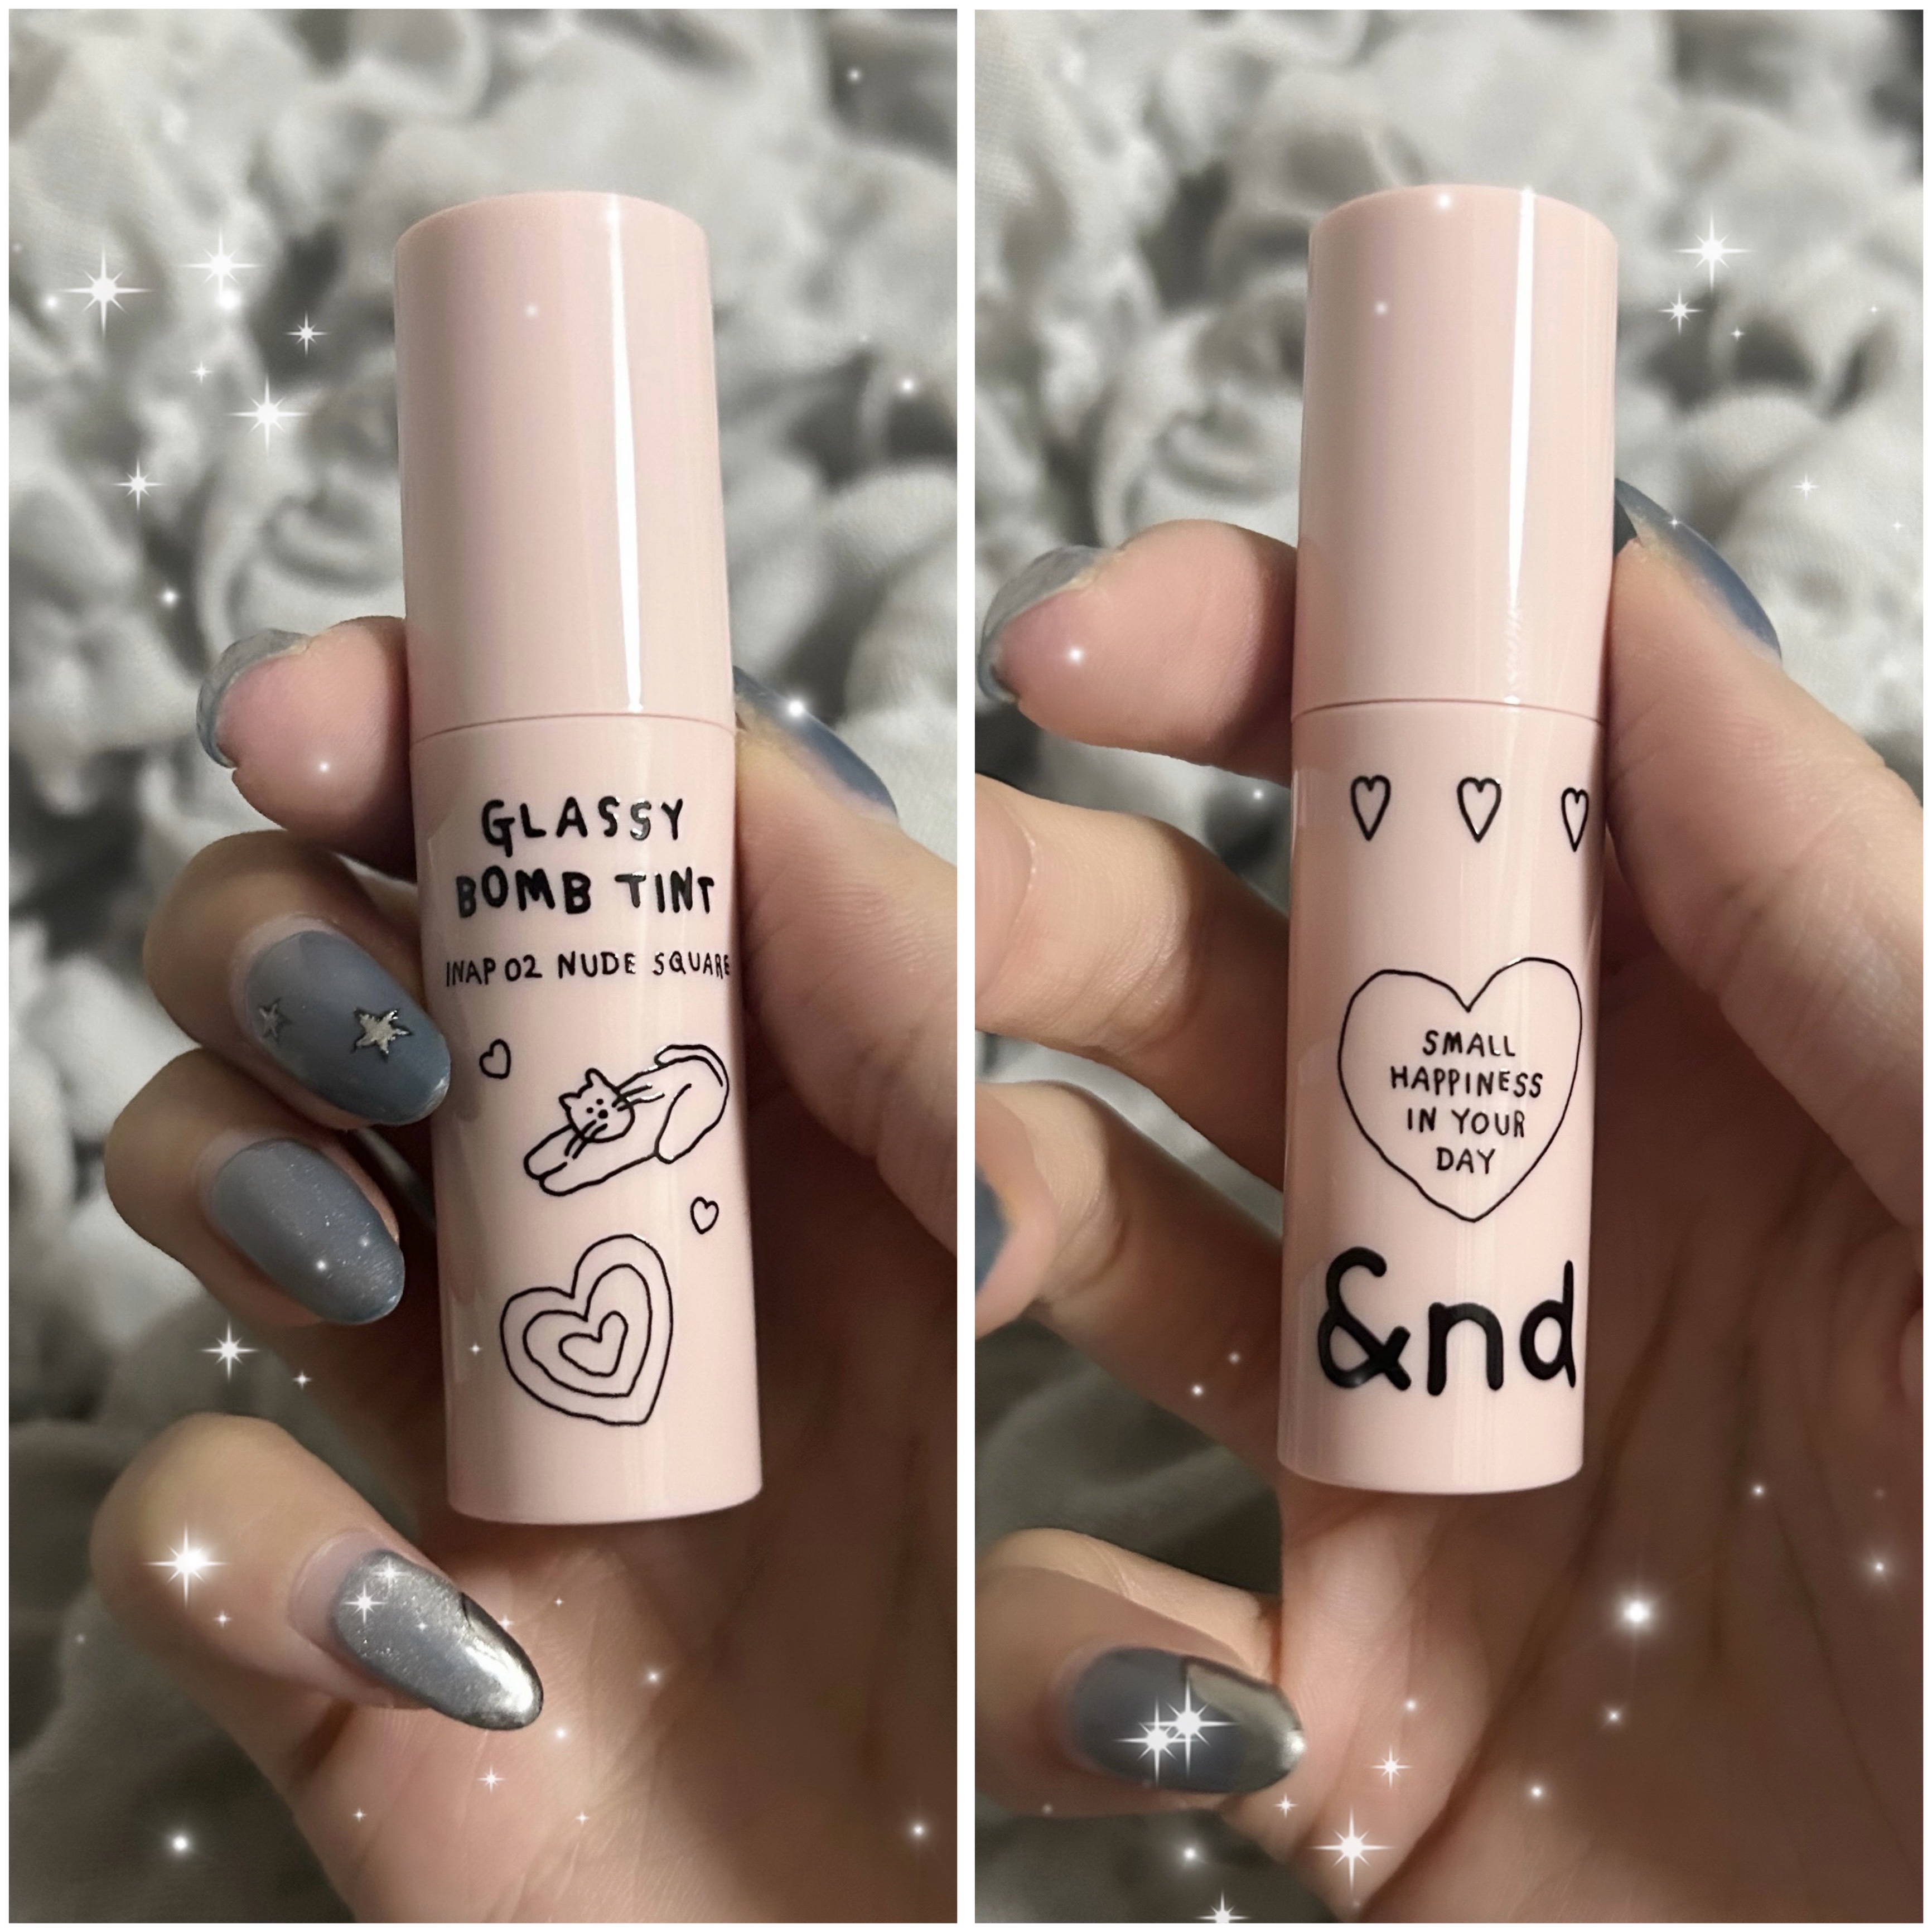 GLASSY
BOMB TINT
INAP 02 NUDE SQUARE
SMALL
HAPPINESS
IN YOUR
DAY
&nd